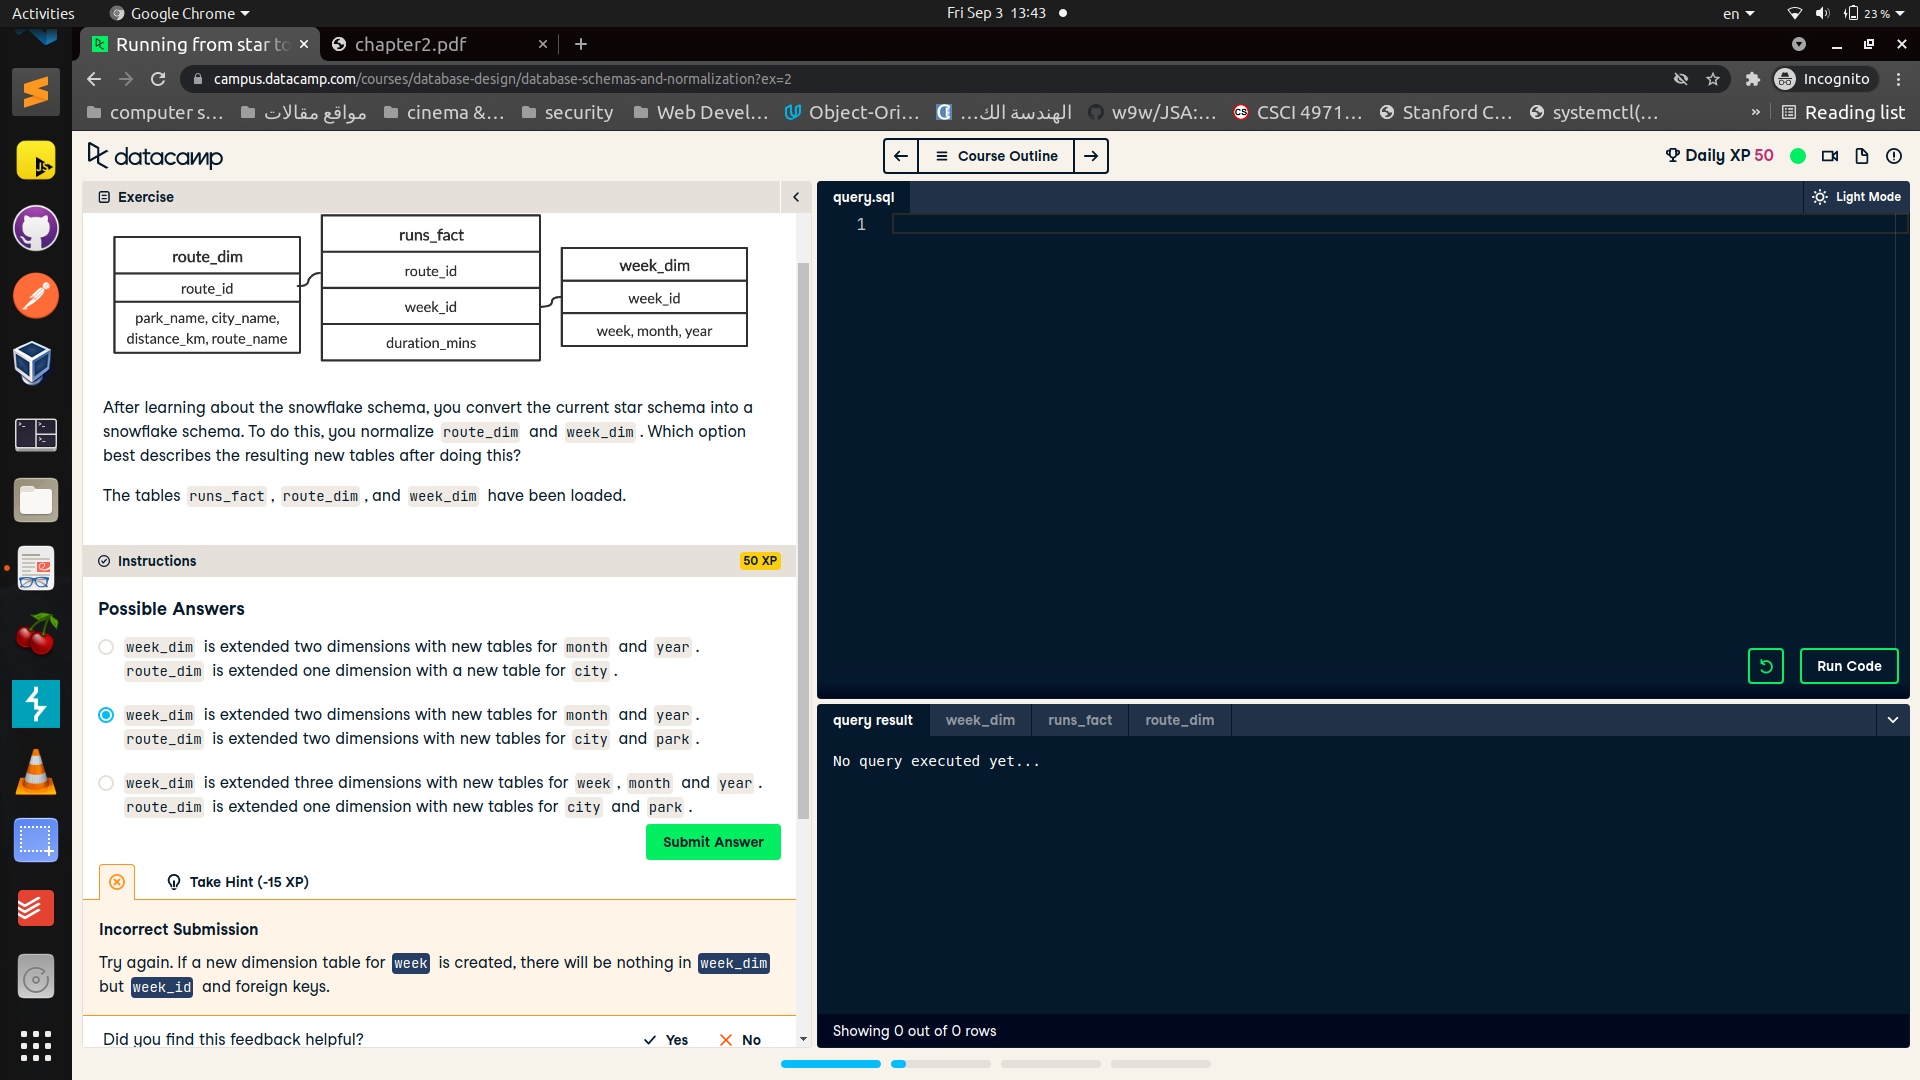 Activities
Google Chrome
Fri Sep 3 13:43
en
23 %
Running from star to
chapter2.pdf
campus.datacamp.com/courses/database-design/database-schemas-and-normalization?ex=2
Incognito
computer s...
مواقع مقالات
cinema &...
security
Web Devel...
Object-Ori...
الهندسة الك...
w9w/JSA:...
CSCI 4971...
Stanford C...
systemctl(...
»
Reading list
datacamp
Course Outline
Daily XP 50
Exercise
route_dim
route_id
park_name, city_name,
distance_km, route_name
runs_fact
route_id
week_id
duration_mins
week_dim
week_id
week, month, year
After learning about the snowflake schema, you convert the current star schema into a
snowflake schema. To do this, you normalize route_dim and week_dim. Which option
best describes the resulting new tables after doing this?
The tables runs_fact, route_dim, and week_dim have been loaded.
Instructions
50 XP
Possible Answers
week_dim is extended two dimensions with new tables for month and year.
route_dim is extended one dimension with a new table for city.
week_dim is extended two dimensions with new tables for month and year.
route_dim is extended two dimensions with new tables for city and park.
week_dim is extended three dimensions with new tables for week, month and year.
route_dim is extended one dimension with new tables for city and park.
Submit Answer
Take Hint (-15 XP)
Incorrect Submission
Try again. If a new dimension table for week is created, there will be nothing in week_dim
but week_id and foreign keys.
Did you find this feedback helpful?
Yes
No
query.sql
Light Mode
1
Run Code
query result
week_dim
runs_fact
route_dim
No query executed yet...
Showing 0 out of 0 rows
JS
CS